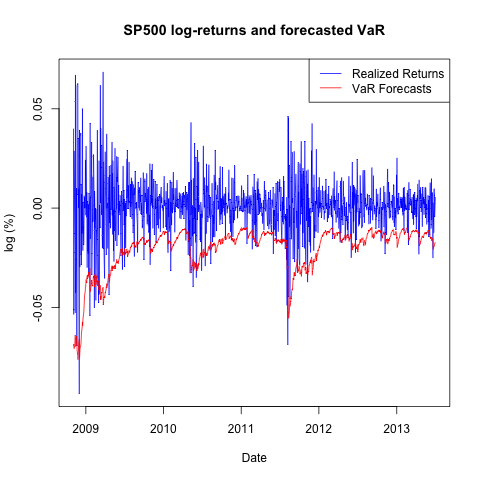 SP500 log-returns and forecasted VaR
Realized Returns
VaR Forecasts
log (%)
0.05
0.00
-0.05
2009 2010 2011 2012 2013
Date